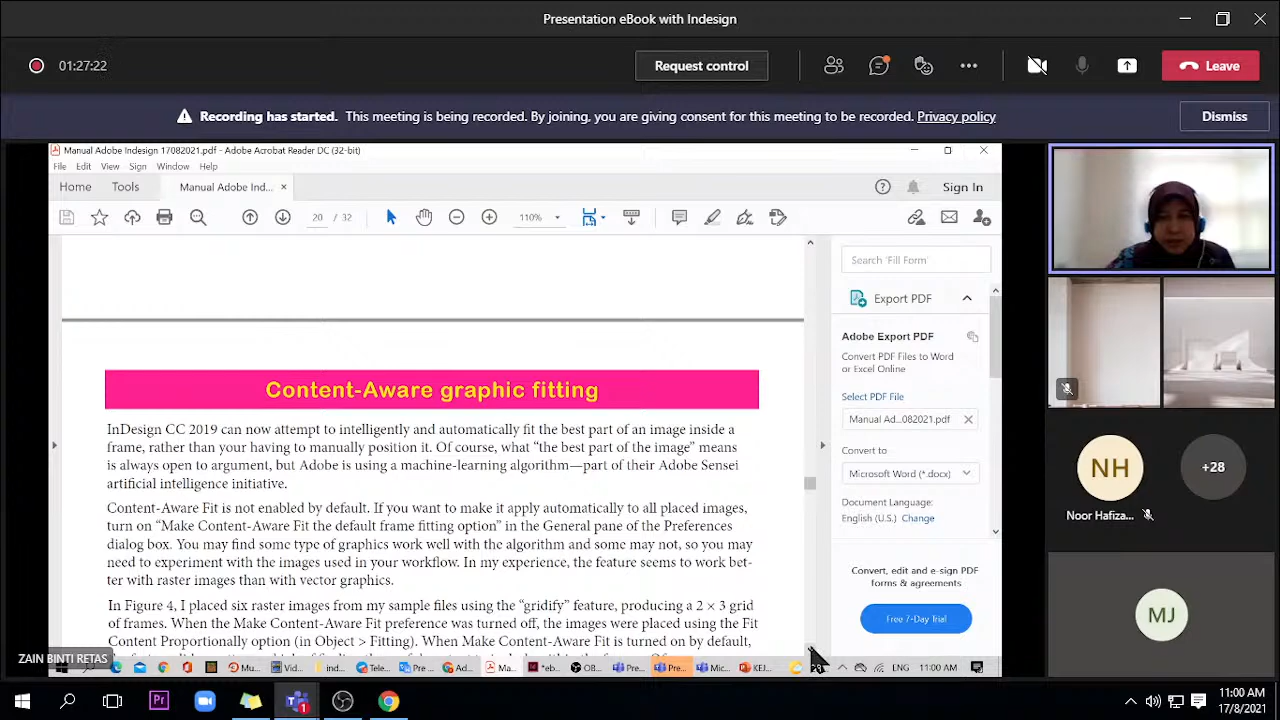 Presentation eBook with Indesign
01:27:22
Request control
Leave
Recording has started. This meeting is being recorded. By joining, you are giving consent for this meeting to be recorded. Privacy policy
Dismiss
Manual Adobe Indesign 17082021.pdf - Adobe Acrobat Reader DC (32-bit)
File Edit View Sign Window Help
Home Tools Manual Adobe Ind... Sign In
20 / 32 110%
Search 'Fill Form'
Export PDF
Adobe Export PDF
Convert PDF Files to Word
or Excel Online
Select PDF File
Manual Ad...082021.pdf
Convert to
Microsoft Word (*.docx)
Document Language:
English (U.S.) Change
Convert, edit and e-sign PDF
forms & agreements
Free 7-Day Trial
Content-Aware graphic fitting
InDesign CC 2019 can now attempt to intelligently and automatically fit the best part of an image inside a
frame, rather than your having to manually position it. Of course, what “the best part of the image” means
is always open to argument, but Adobe is using a machine-learning algorithm—part of their Adobe Sensei
artificial intelligence initiative.
Content-Aware Fit is not enabled by default. If you want to make it apply automatically to all placed images,
turn on “Make Content-Aware Fit the default frame fitting option” in the General pane of the Preferences
dialog box. You may find some type of graphics work well with the algorithm and some may not, so you may
need to experiment with the images used in your workflow. In my experience, the feature seems to work bet-
ter with raster images than with vector graphics.
In Figure 4, I placed six raster images from my sample files using the “gridify” feature, producing a 2 × 3 grid
of frames. When the Make Content-Aware Fit preference was turned off, the images were placed using the Fit
Content Proportionally option (in Object > Fitting). When Make Content-Aware Fit is turned on by default,
NH
+28
Noor Hafiza...
MJ
ZAIN BINTI RETAS
Mu... Vid... ind... Tele... Pre ... Ad... Ma... *eb... OB... Pre... Pre... Micr... KEJ... ENG 11:00 AM
11:00 AM
17/8/2021